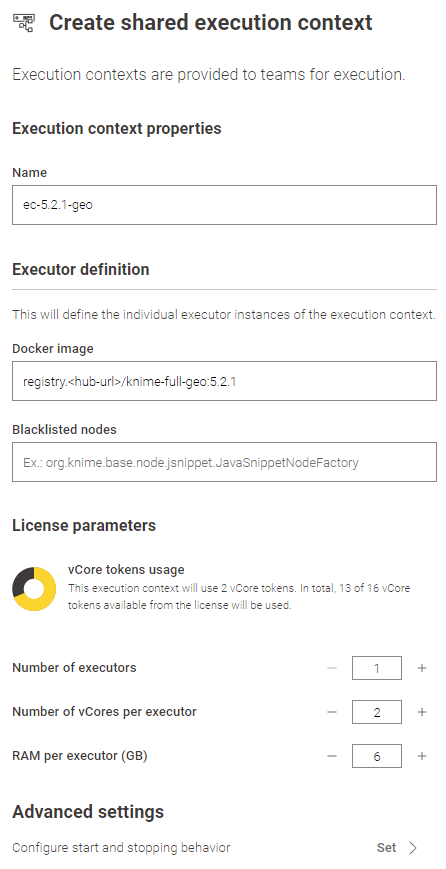 Create shared execution context
Execution contexts are provided to teams for execution.
Execution context properties
Name
ec-5.2.1-geo
Executor definition
This will define the individual executor instances of the execution context.
Docker image
registry.<hub-url>/knime-full-geo:5.2.1
Blacklisted nodes
Ex.: org.knime.base.node.jsnippet.JavaSnippetNodeFactory
License parameters
vCore tokens usage
This execution context will use 2 vCore tokens. In total, 13 of 16 vCore
tokens available from the license will be used.
Number of executors − 1 +
Number of vCores per executor − 2 +
RAM per executor (GB) − 6 +
Advanced settings
Configure start and stopping behavior Set >